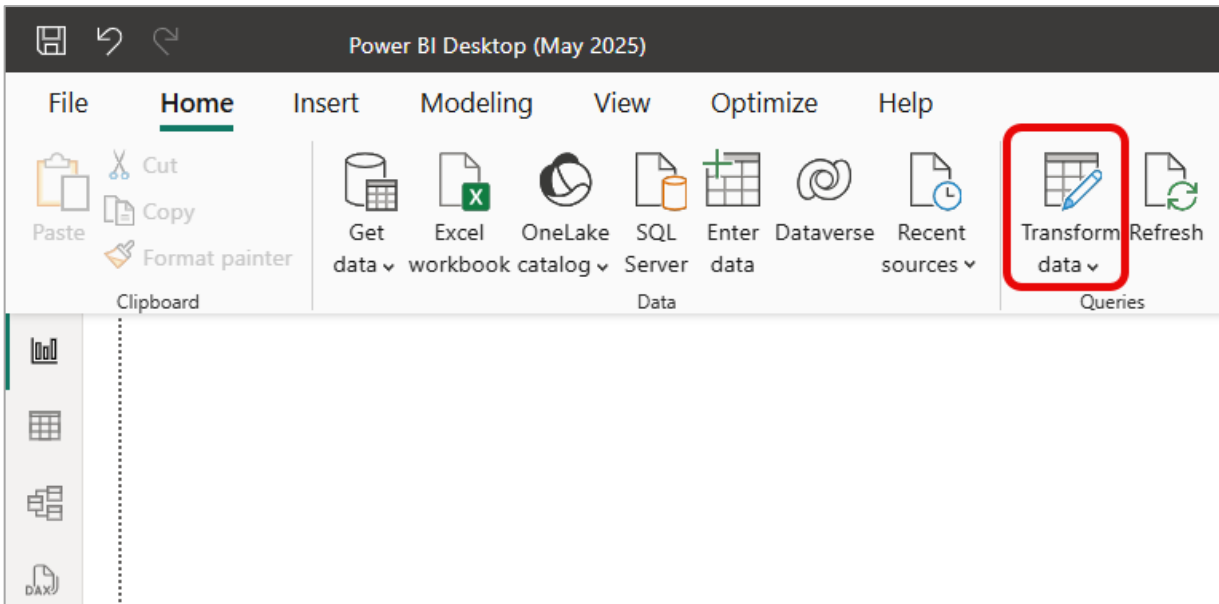 Power BI Desktop (May 2025)
File Home Insert Modeling View Optimize Help
Paste
Cut
Copy
Format painter
Clipboard
Get data
Excel workbook
OneLake catalog
SQL Server
Enter data
Dataverse
Recent sources
Data
Transform data
Refresh
Queries
X
DAX